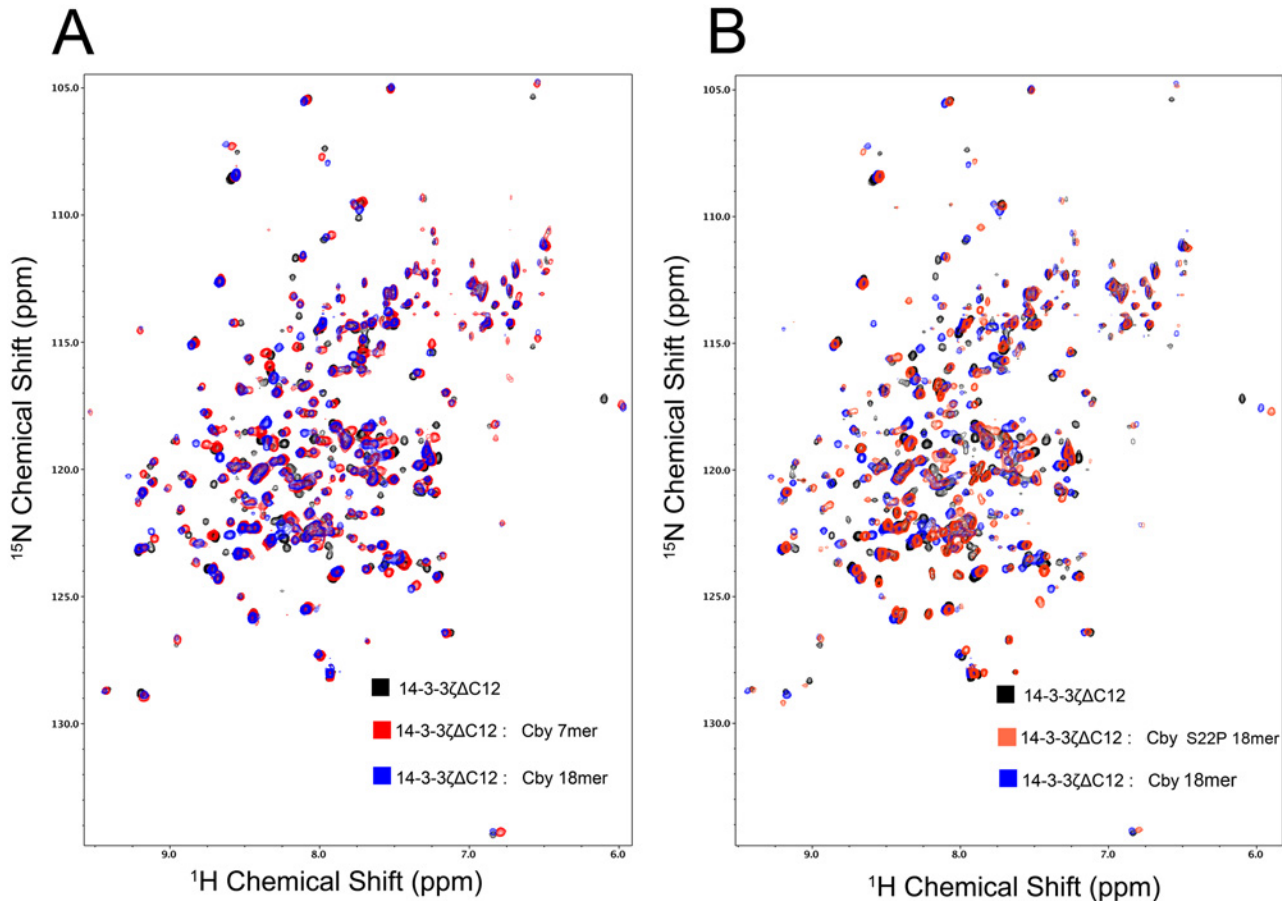 A
B
105.0
110.0
115.0
120.0
125.0
130.0
9.0
8.0
7.0
6.0
¹⁵N Chemical Shift (ppm)
¹H Chemical Shift (ppm)
14-3-3ζΔC12
14-3-3ζΔC12 : Cby 7mer
14-3-3ζΔC12 : Cby 18mer
105.0
110.0
115.0
120.0
125.0
130.0
9.0
8.0
7.0
6.0
¹⁵N Chemical Shift (ppm)
¹H Chemical Shift (ppm)
14-3-3ζΔC12
14-3-3ζΔC12 : Cby S22P 18mer
14-3-3ζΔC12 : Cby 18mer